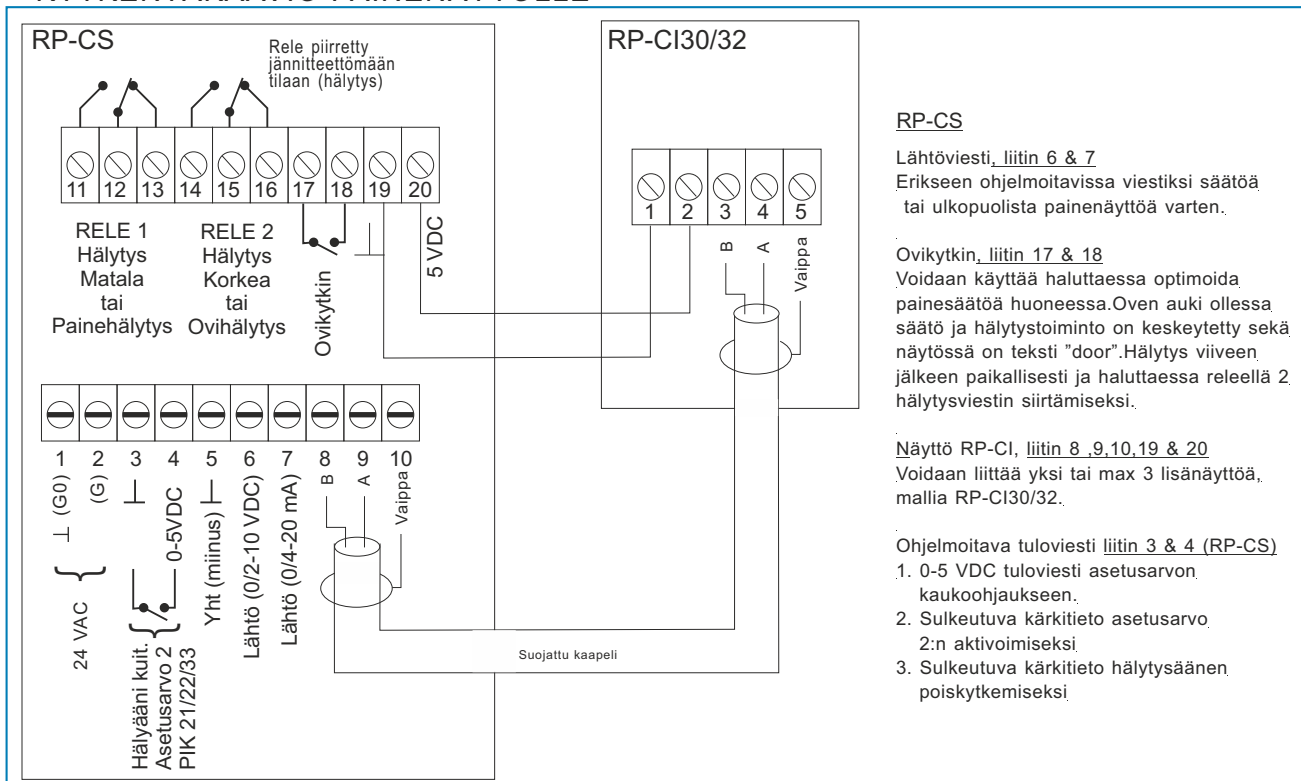 RP-CS
Rele piirretty
jännitteettömään
tilaan (hälytys)
11 12 13 14 15 16 17 18 19 20
RELE 1
Hälytys
Matala
tai
Painehälytys
RELE 2
Hälytys
Korkea
tai
Ovihälytys
Ovikytkin
5 VDC
1 2 3 4 5 6 7 8 9 10
(G0)
(G)
24 VAC
0-5VDC
Hälyääni kuit.
Asetusarvo 2
PIK 21/22/33
Yht (miinus)
Lähtö (0/2-10 VDC)
Lähtö (0/4-20 mA)
B
A
Vaippa
Suojattu kaapeli
RP-CI30/32
1 2 3 4 5
B
A
Vaippa
RP-CS
Lähtöviesti, liitin 6 & 7
Erikseen ohjelmoitavissa viestiksi säätöä
tai ulkopuolista painenäyttöä varten.
Ovikytkin, liitin 17 & 18
Voidaan käyttää haluttaessa optimoida
painesäätöä huoneessa.Oven auki ollessa
säätö ja hälytystoiminto on keskeytetty sekä
näytössä on teksti "door".Hälytys viiveen
jälkeen paikallisesti ja haluttaessa releellä 2
hälytysviestin siirtämiseksi.
Näyttö RP-CI, liitin 8 ,9,10,19 & 20
Voidaan liittää yksi tai max 3 lisänäyttöä,
mallia RP-CI30/32.
Ohjelmoitava tuloviesti liitin 3 & 4 (RP-CS)
1. 0-5 VDC tuloviesti asetusarvon
kaukoohjaukseen.
2. Sulkeutuva kärkitieto asetusarvo
2:n aktivoimiseksi
3. Sulkeutuva kärkitieto hälytysäänen
poiskytkemiseksi